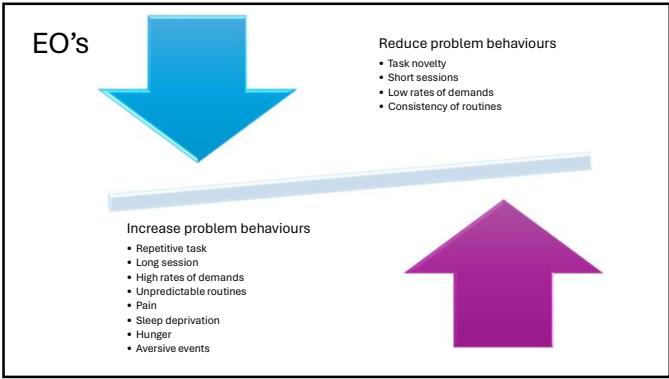 EO’s
Reduce problem behaviours
• Task novelty
• Short sessions
• Low rates of demands
• Consistency of routines
Increase problem behaviours
• Repetitive task
• Long session
• High rates of demands
• Unpredictable routines
• Pain
• Sleep deprivation
• Hunger
• Aversive events